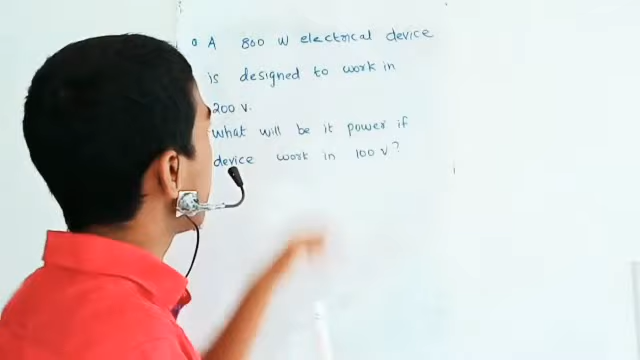 A 800 W electrical device
is designed to work in
200 V.
what will be it power if
device work in 100 V?